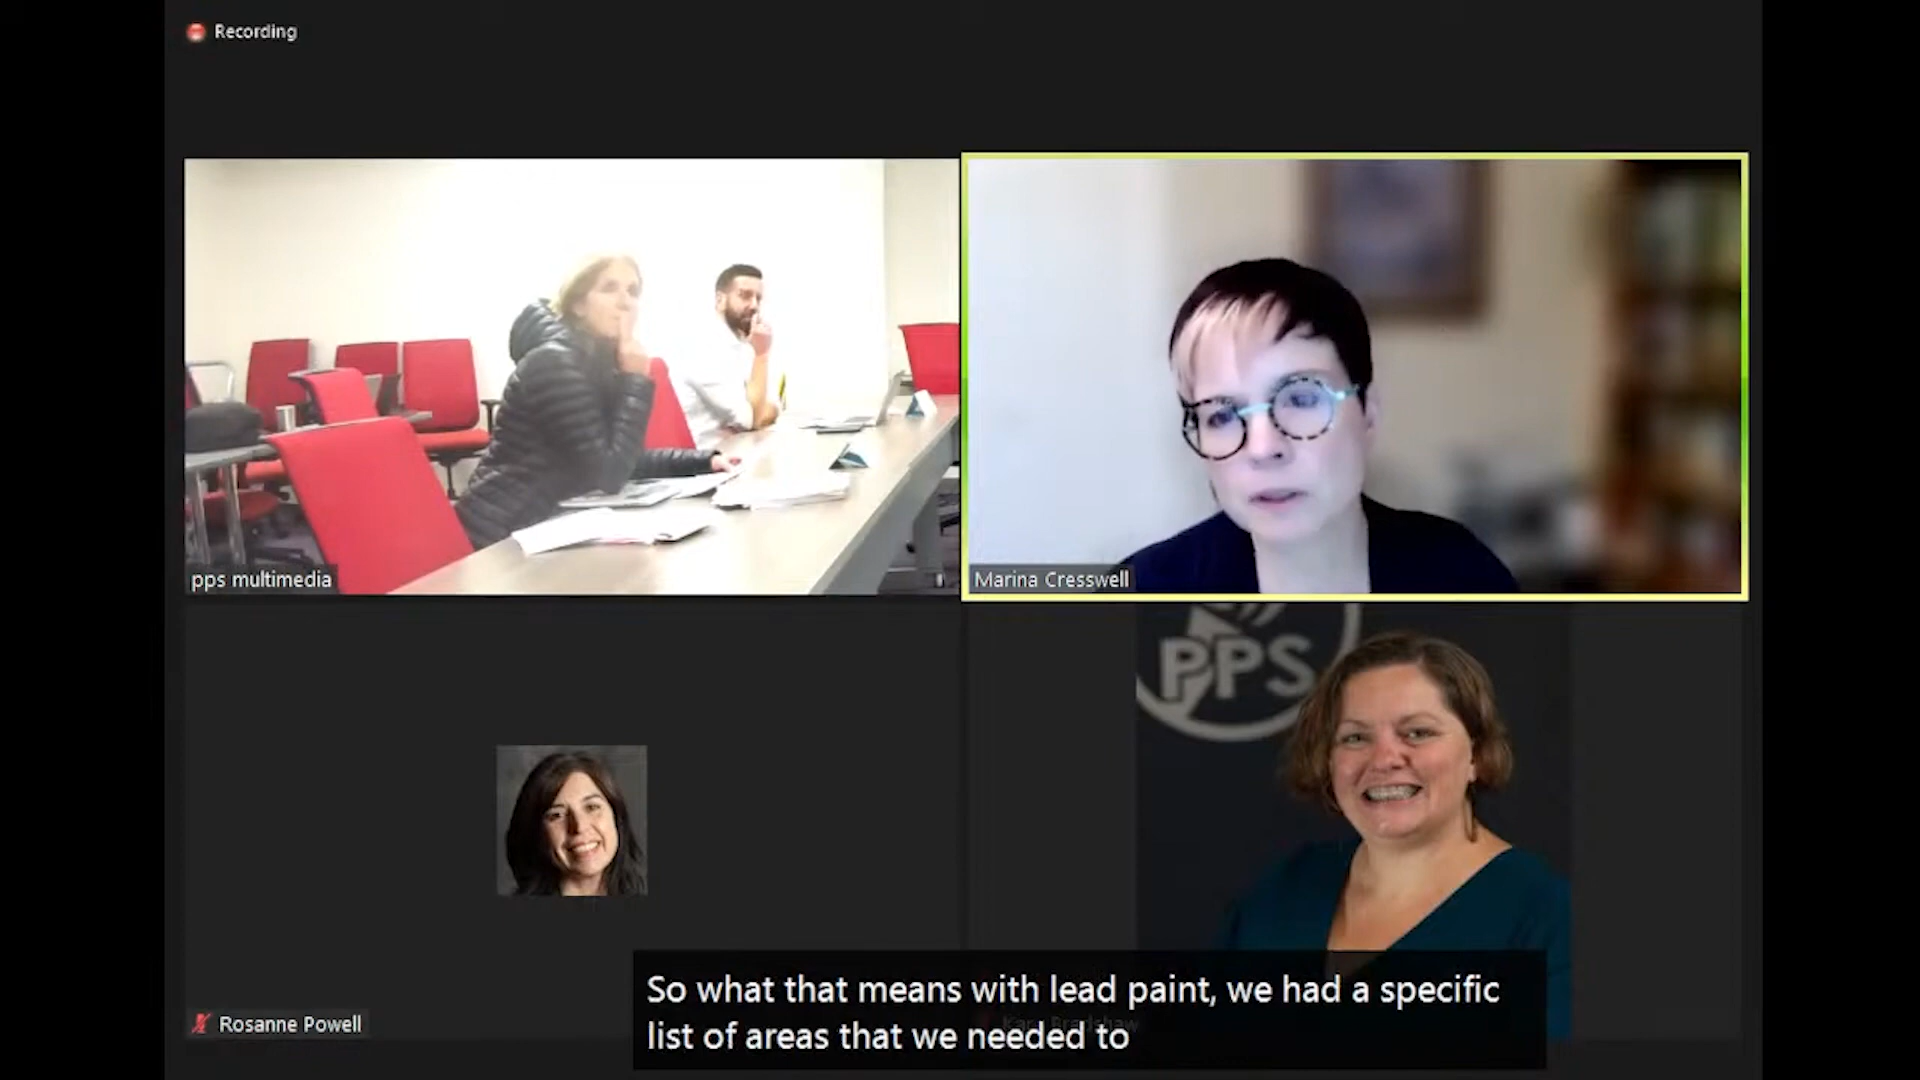 Recording
pps multimedia
Marina Cresswell
PPS
Rosanne Powell
So what that means with lead paint, we had a specific
list of areas that we needed to